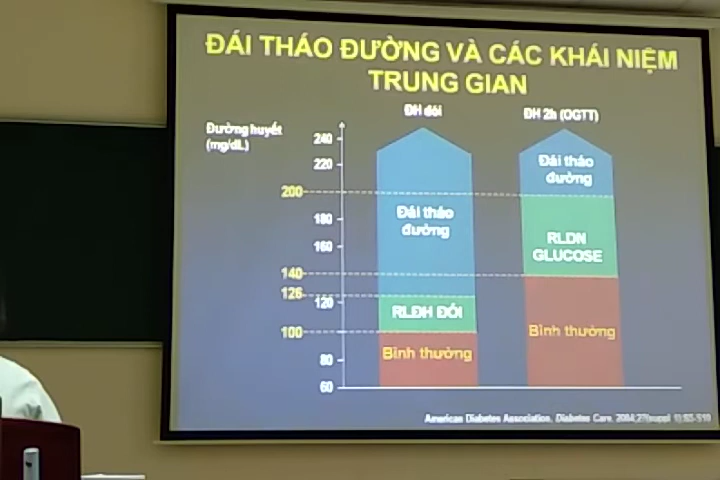 ĐÁI THÁO ĐƯỜNG VÀ CÁC KHÁI NIỆM
TRUNG GIAN
ĐH đói
ĐH 2h (OGTT)
Đường huyết
(mg/dL)
240
220
200
180
160
140
126
120
100
80
60
Đái tháo
đường
RLĐH ĐÓI
Bình thường
Đái tháo
đường
RLDN
GLUCOSE
Bình thường
American Diabetes Association. Diabetes Care. 2004;27(suppl 1):S5-S10